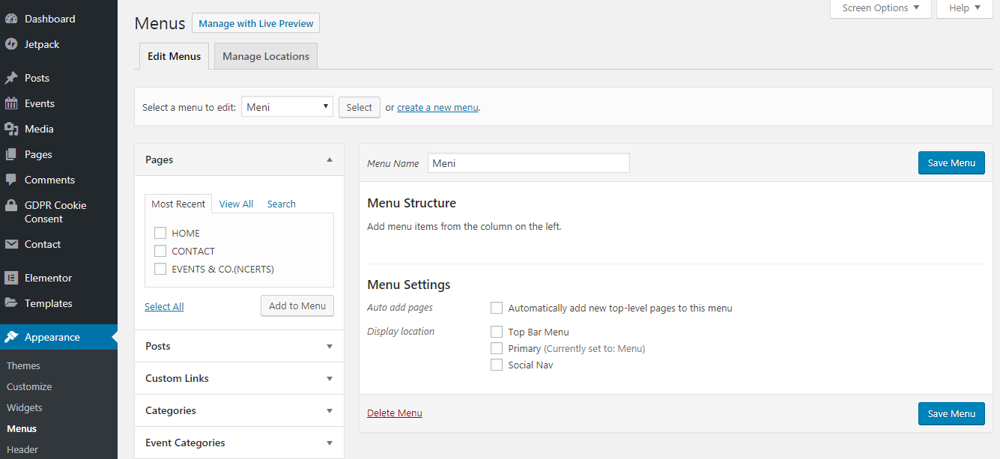 Dashboard
Jetpack
Posts
Events
Media
Pages
Comments
GDPR Cookie
Consent
Contact
Elementor
Templates
Appearance
Themes
Customize
Widgets
Menus
Header
Screen Options
Help
Menus
Manage with Live Preview
Edit Menus
Manage Locations
Select a menu to edit: Meni Select or create a new menu.
Pages
Most Recent View All Search
HOME
CONTACT
EVENTS & CO.(NCERTS)
Select All Add to Menu
Posts
Custom Links
Categories
Event Categories
Menu Name Meni Save Menu
Menu Structure
Add menu items from the column on the left.
Menu Settings
Auto add pages Automatically add new top-level pages to this menu
Display location Top Bar Menu
Primary (Currently set to: Menu)
Social Nav
Delete Menu Save Menu